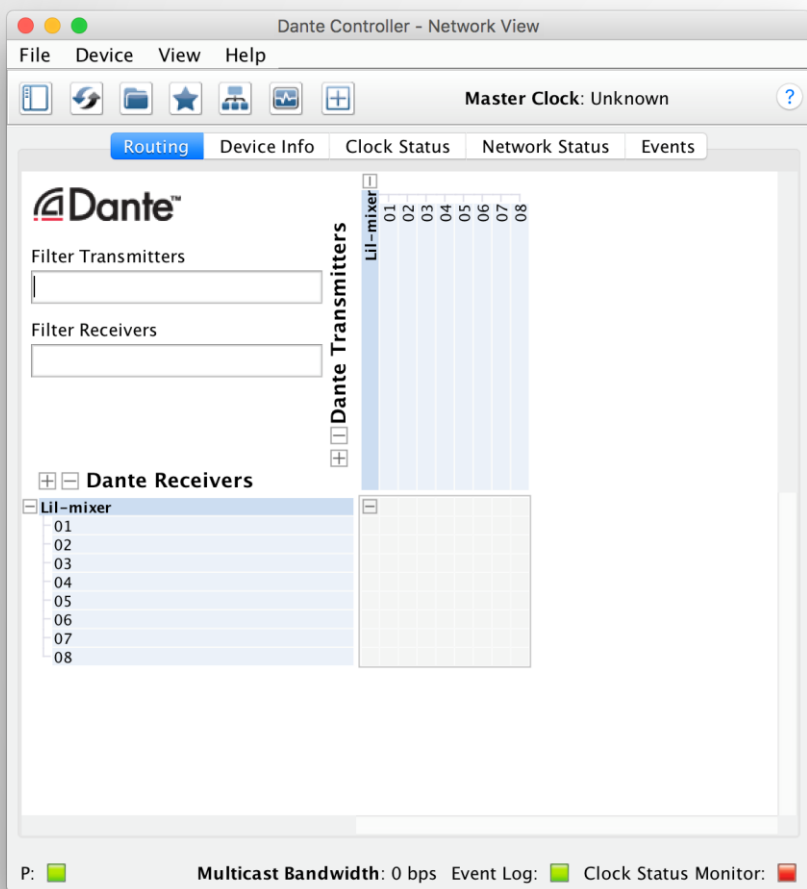 Dante Controller - Network View
File Device View Help
Master Clock: Unknown ?
Routing Device Info Clock Status Network Status Events
Dante™
Filter Transmitters
Filter Receivers
Dante Transmitters
Lil-mixer
01
02
03
04
05
06
07
08
Dante Receivers
Lil-mixer
01
02
03
04
05
06
07
08
P: Multicast Bandwidth: 0 bps Event Log: Clock Status Monitor: